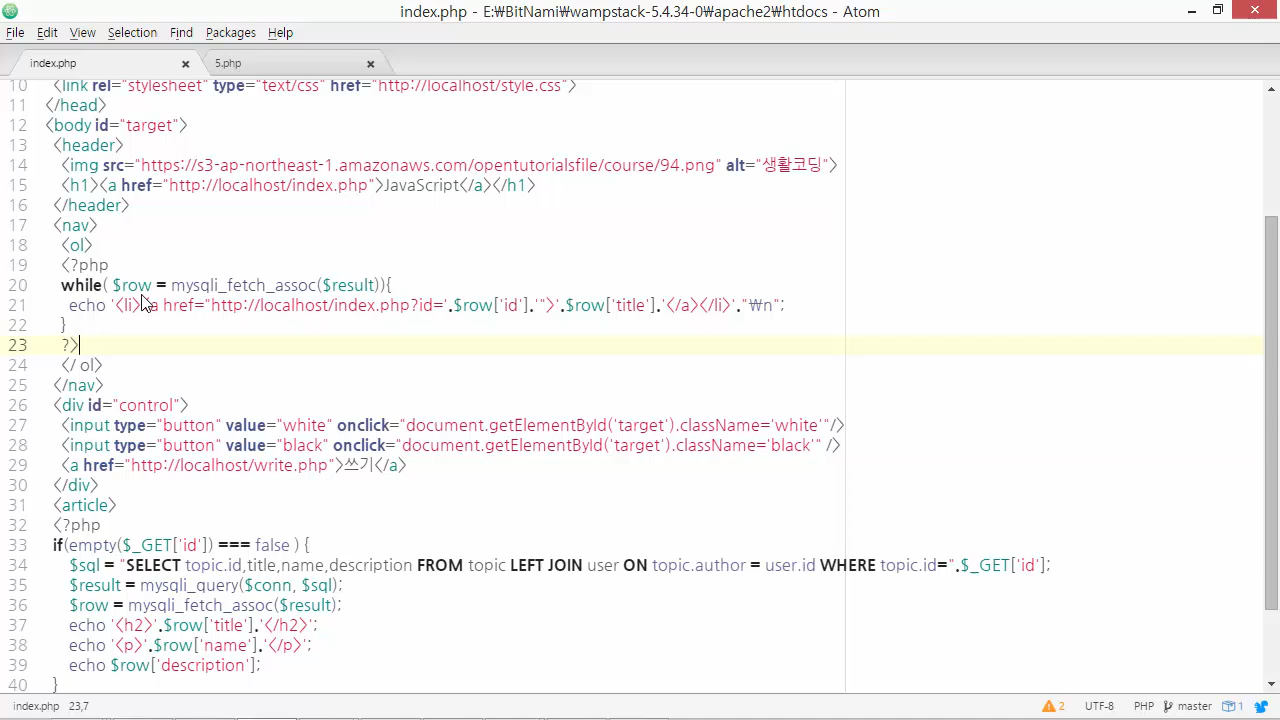 index.php - E:₩BitNami₩wampstack-5.4.34-0₩apache2₩htdocs - Atom
File Edit View Selection Find Packages Help
index.php 5.php
10 <link rel="stylesheet" type="text/css" href="http://localhost/style.css">
11 </head>
12 <body id="target">
13 <header>
14 <img src="https://s3-ap-northeast-1.amazonaws.com/opentutorialsfile/course/94.png" alt="생활코딩">
15 <h1><a href="http://localhost/index.php">JavaScript</a></h1>
16 </header>
17 <nav>
18 <ol>
19 <?php
20 while( $row = mysqli_fetch_assoc($result)){
21 echo '<li><a href="http://localhost/index.php?id='.$row['id'].'">'.$row['title'].'</a></li>'."₩n";
22 }
23 ?>
24 </ ol>
25 </nav>
26 <div id="control">
27 <input type="button" value="white" onclick="document.getElementById('target').className='white'"/>
28 <input type="button" value="black" onclick="document.getElementById('target').className='black'" />
29 <a href="http://localhost/write.php">쓰기</a>
30 </div>
31 <article>
32 <?php
33 if(empty($_GET['id']) === false ) {
34 $sql = "SELECT topic.id,title,name,description FROM topic LEFT JOIN user ON topic.author = user.id WHERE topic.id=".$_GET['id'];
35 $result = mysqli_query($conn, $sql);
36 $row = mysqli_fetch_assoc($result);
37 echo '<h2>'.$row['title'].'</h2>';
38 echo '<p>'.$row['name'].'</p>';
39 echo $row['description'];
40 }
index.php 23,7 2 UTF-8 PHP master 1